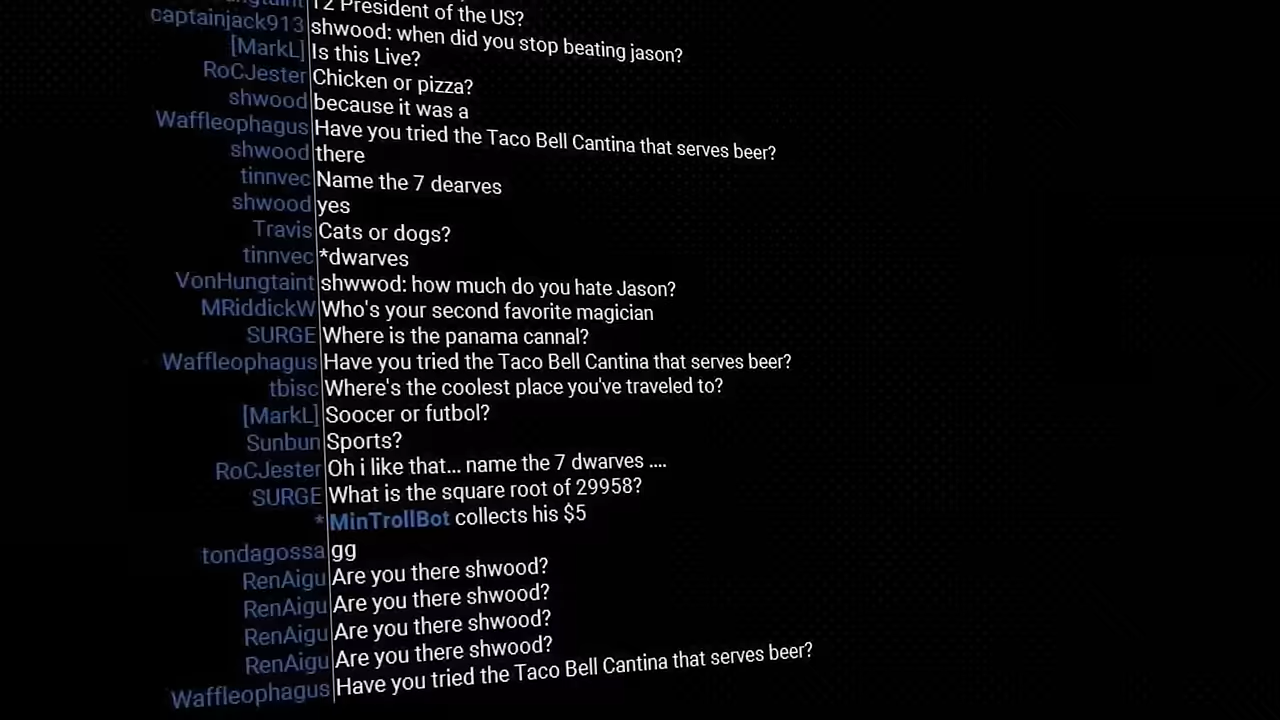 ngtaint 12 President of the US?
captainjack913 shwood: when did you stop beating jason?
[MarkL] Is this Live?
RoCJester Chicken or pizza?
shwood because it was a
Waffleophagus Have you tried the Taco Bell Cantina that serves beer?
shwood there
tinnvec Name the 7 dearves
shwood yes
Travis Cats or dogs?
tinnvec *dwarves
VonHungtaint shwwod: how much do you hate Jason?
MRiddickW Who's your second favorite magician
SURGE Where is the panama cannal?
Waffleophagus Have you tried the Taco Bell Cantina that serves beer?
tbisc Where's the coolest place you've traveled to?
[MarkL] Soocer or futbol?
Sunbun Sports?
RoCJester Oh i like that... name the 7 dwarves ....
SURGE What is the square root of 29958?
* MinTrollBot collects his $5
tondagossa gg
RenAigu Are you there shwood?
RenAigu Are you there shwood?
RenAigu Are you there shwood?
RenAigu Are you there shwood?
Waffleophagus Have you tried the Taco Bell Cantina that serves beer?